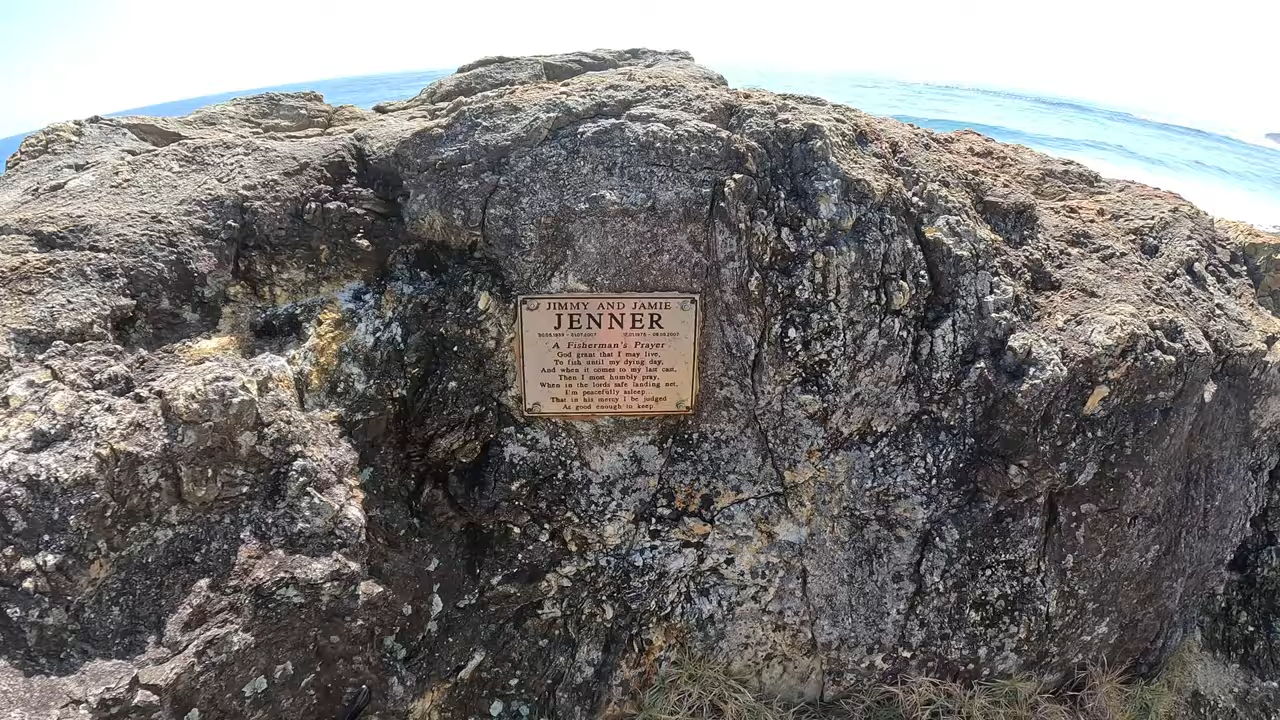 JIMMY AND JAMIE
JENNER
A Fisherman's Prayer
God grant that I may live,
To fish until my dying day,
And when it comes to my last cast,
Then I most humbly pray,
When in the lords safe landing net,
I'm peacefully asleep,
That in his mercy I be judged
As good enough to keep.